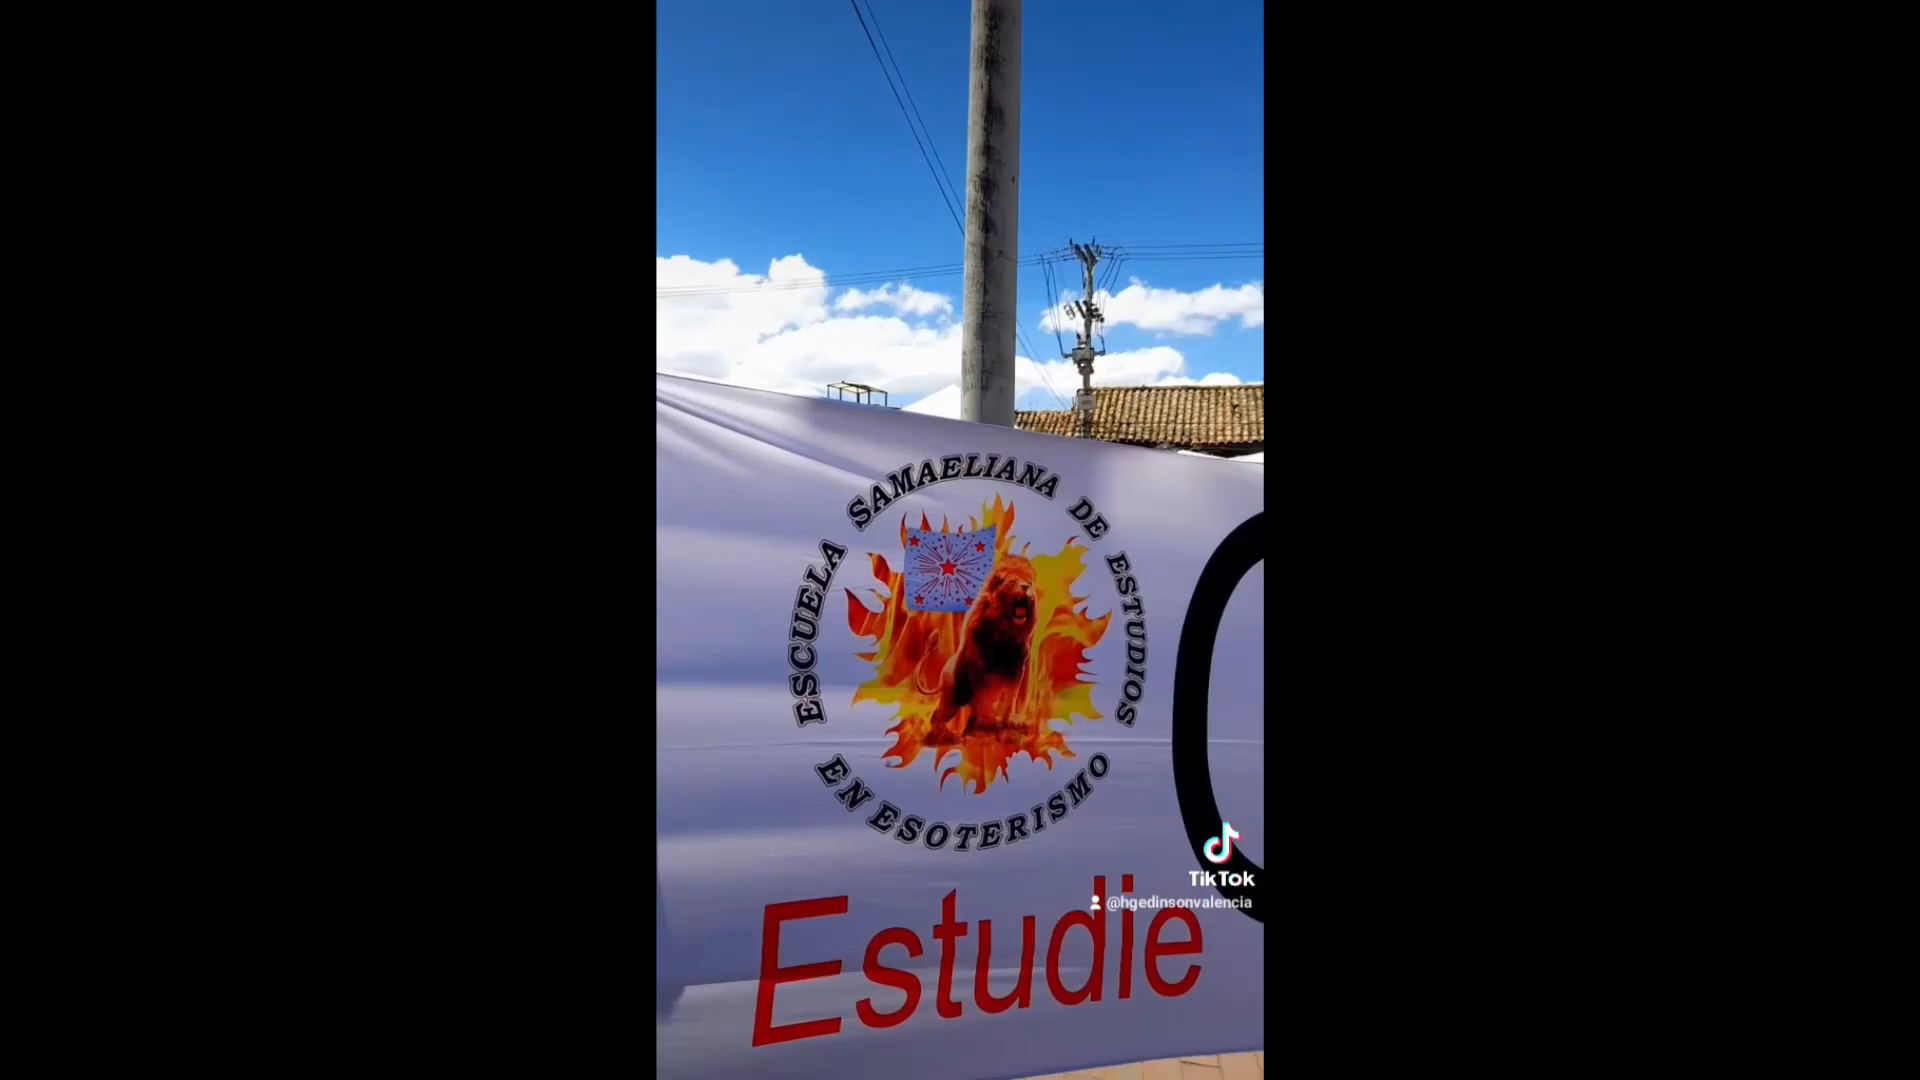 ESCUELA SAMAELIANA DE ESTUDIOS
EN ESOTERISMO
Estudie
TikTok
@hgedinsonvalencia